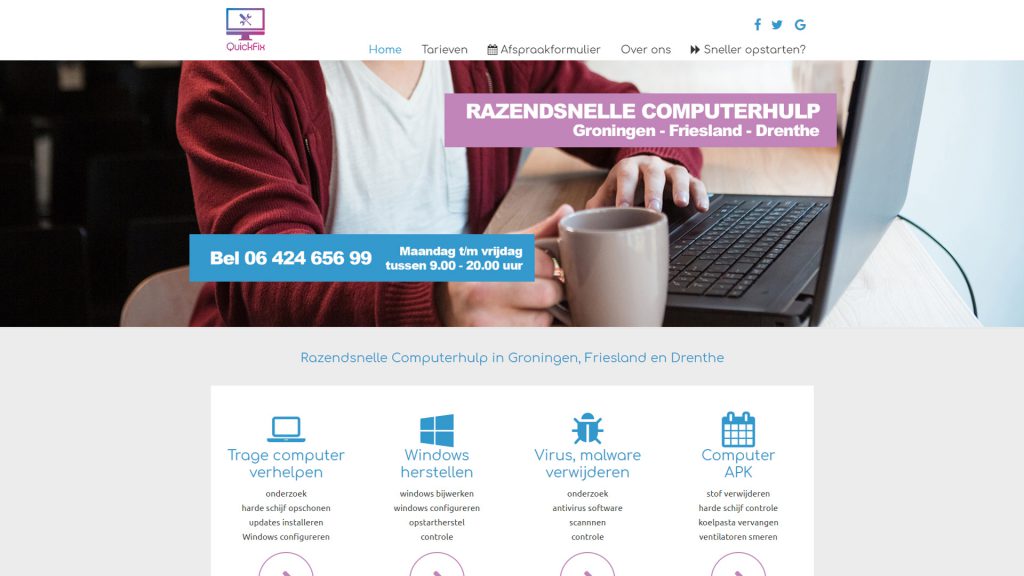 QuickFix
Home Tarieven Afspraakformulier Over ons Sneller opstarten?
RAZENDSNELLE COMPUTERHULP
Groningen - Friesland - Drenthe
Bel 06 424 656 99
Maandag t/m vrijdag
tussen 9.00 - 20.00 uur
Razendsnelle Computerhulp in Groningen, Friesland en Drenthe
Trage computer
verhelpen
onderzoek
harde schijf opschonen
updates installeren
Windows configureren
Windows
herstellen
windows bijwerken
windows configureren
opstartherstel
controle
Virus, malware
verwijderen
onderzoek
antivirus software
scannnen
controle
Computer
APK
stof verwijderen
harde schijf controle
koelpasta vervangen
ventilatoren smeren